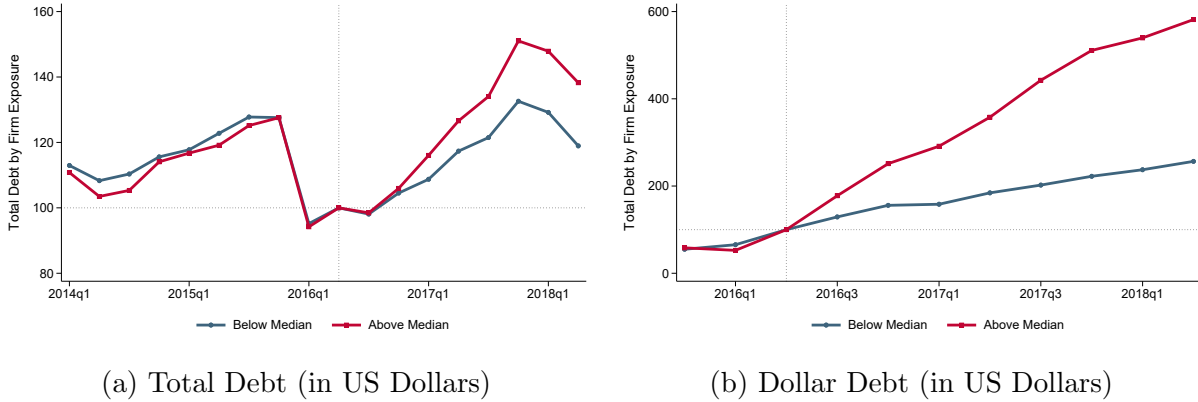 Total Debt by Firm Exposure
160
140
120
100
80
2014q1 2015q1 2016q1 2017q1 2018q1
Below Median Above Median
(a) Total Debt (in US Dollars)
Total Debt by Firm Exposure
600
400
200
0
2016q1 2016q3 2017q1 2017q3 2018q1
Below Median Above Median
(b) Dollar Debt (in US Dollars)